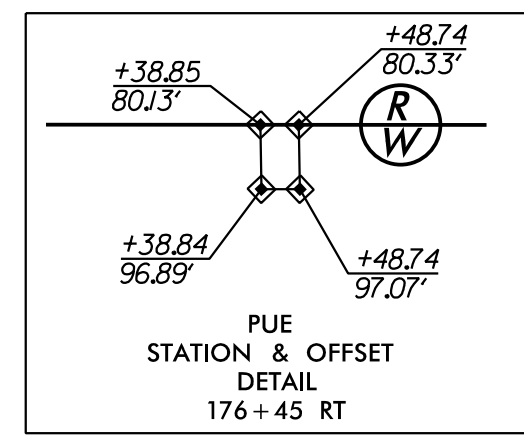 +38.85
80.13'
+48.74
80.33'
R
W
+38.84
96.89'
+48.74
97.07'
PUE
STATION & OFFSET
DETAIL
176+45 RT